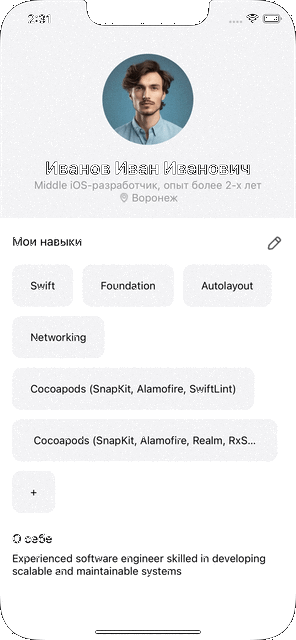 2:31
Иванов Иван Иванович
Middle iOS-разработчик, опыт более 2-х лет
Воронеж
Мои навыки
Swift
Foundation
Autolayout
Networking
Cocoapods (SnapKit, Alamofire, SwiftLint)
Cocoapods (SnapKit, Alamofire, Realm, RxS...
+
О себе
Experienced software engineer skilled in developing
scalable and maintainable systems